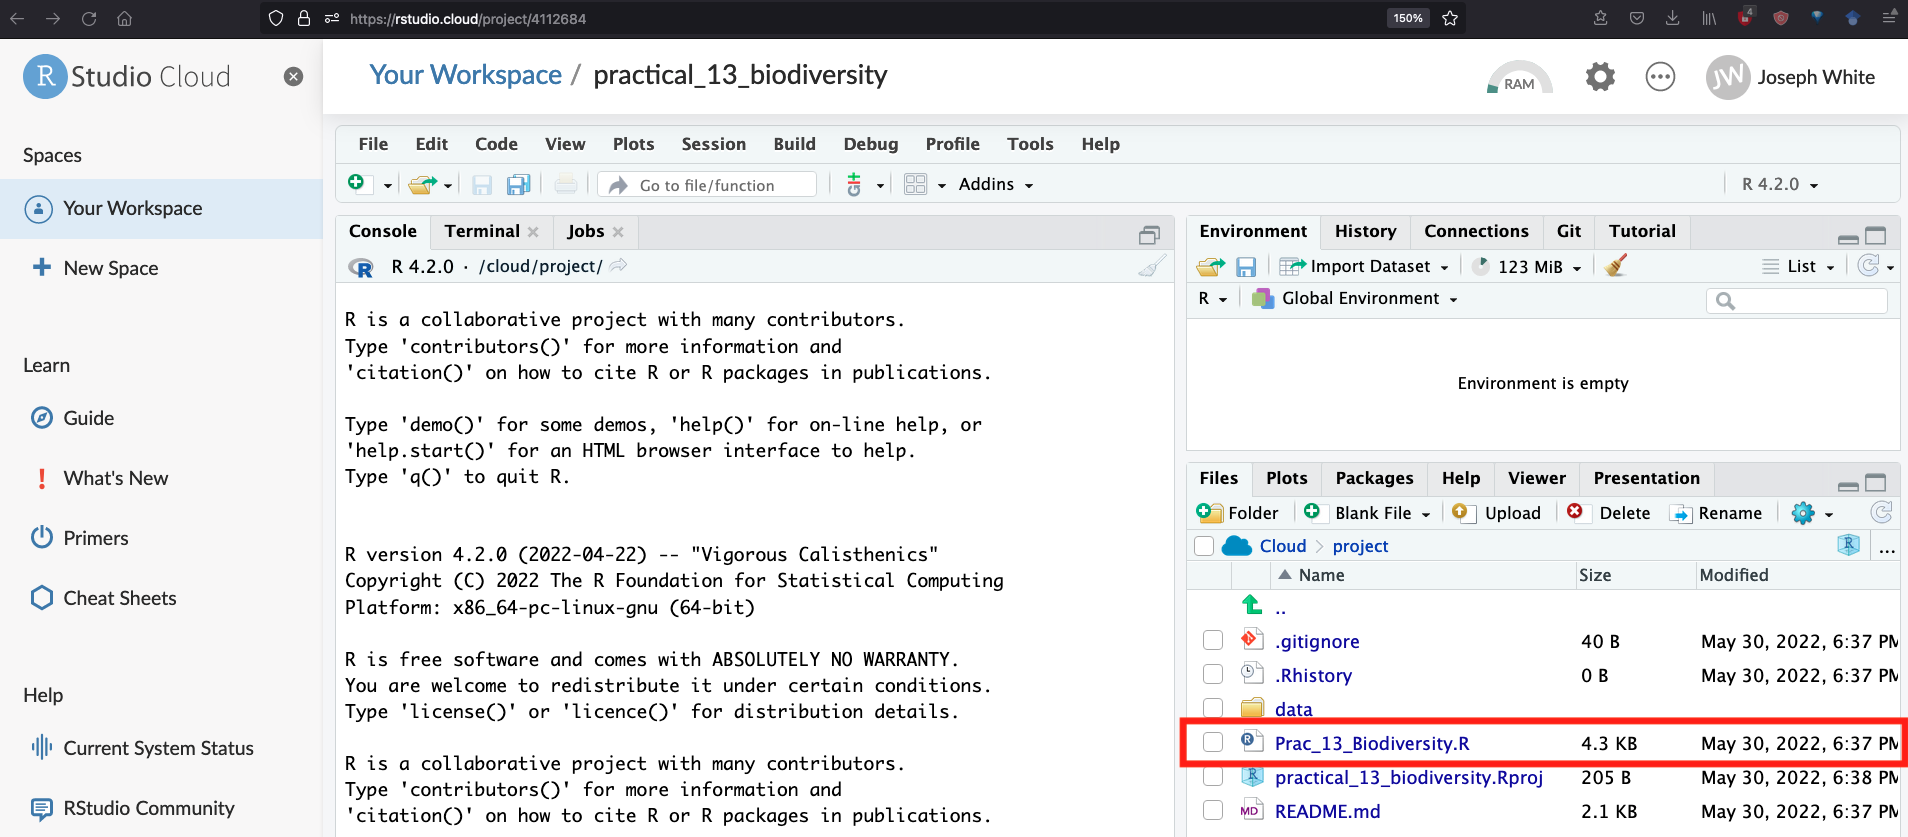 https://rstudio.cloud/project/4112684
150%
4
R Studio Cloud
Your Workspace / practical_13_biodiversity
RAM
JW Joseph White
Spaces
Your Workspace
New Space
Learn
Guide
What's New
Primers
Cheat Sheets
Help
Current System Status
RStudio Community
File Edit Code View Plots Session Build Debug Profile Tools Help
Go to file/function
Addins
R 4.2.0
Console Terminal Jobs
R 4.2.0 · /cloud/project/
R is a collaborative project with many contributors.
Type 'contributors()' for more information and
'citation()' on how to cite R or R packages in publications.
Type 'demo()' for some demos, 'help()' for on-line help, or
'help.start()' for an HTML browser interface to help.
Type 'q()' to quit R.
R version 4.2.0 (2022-04-22) -- "Vigorous Calisthenics"
Copyright (C) 2022 The R Foundation for Statistical Computing
Platform: x86_64-pc-linux-gnu (64-bit)
R is free software and comes with ABSOLUTELY NO WARRANTY.
You are welcome to redistribute it under certain conditions.
Type 'license()' or 'licence()' for distribution details.
R is a collaborative project with many contributors.
Type 'contributors()' for more information and
'citation()' on how to cite R or R packages in publications.
Environment History Connections Git Tutorial
Import Dataset 123 MiB List
R Global Environment
Environment is empty
Files Plots Packages Help Viewer Presentation
Folder Blank File Upload Delete Rename
Cloud project ...
Name Size Modified
..
.gitignore 40 B May 30, 2022, 6:37 PM
.Rhistory 0 B May 30, 2022, 6:37 PM
data
Prac_13_Biodiversity.R 4.3 KB May 30, 2022, 6:37 PM
practical_13_biodiversity.Rproj 205 B May 30, 2022, 6:38 PM
MD README.md 2.1 KB May 30, 2022, 6:37 PM